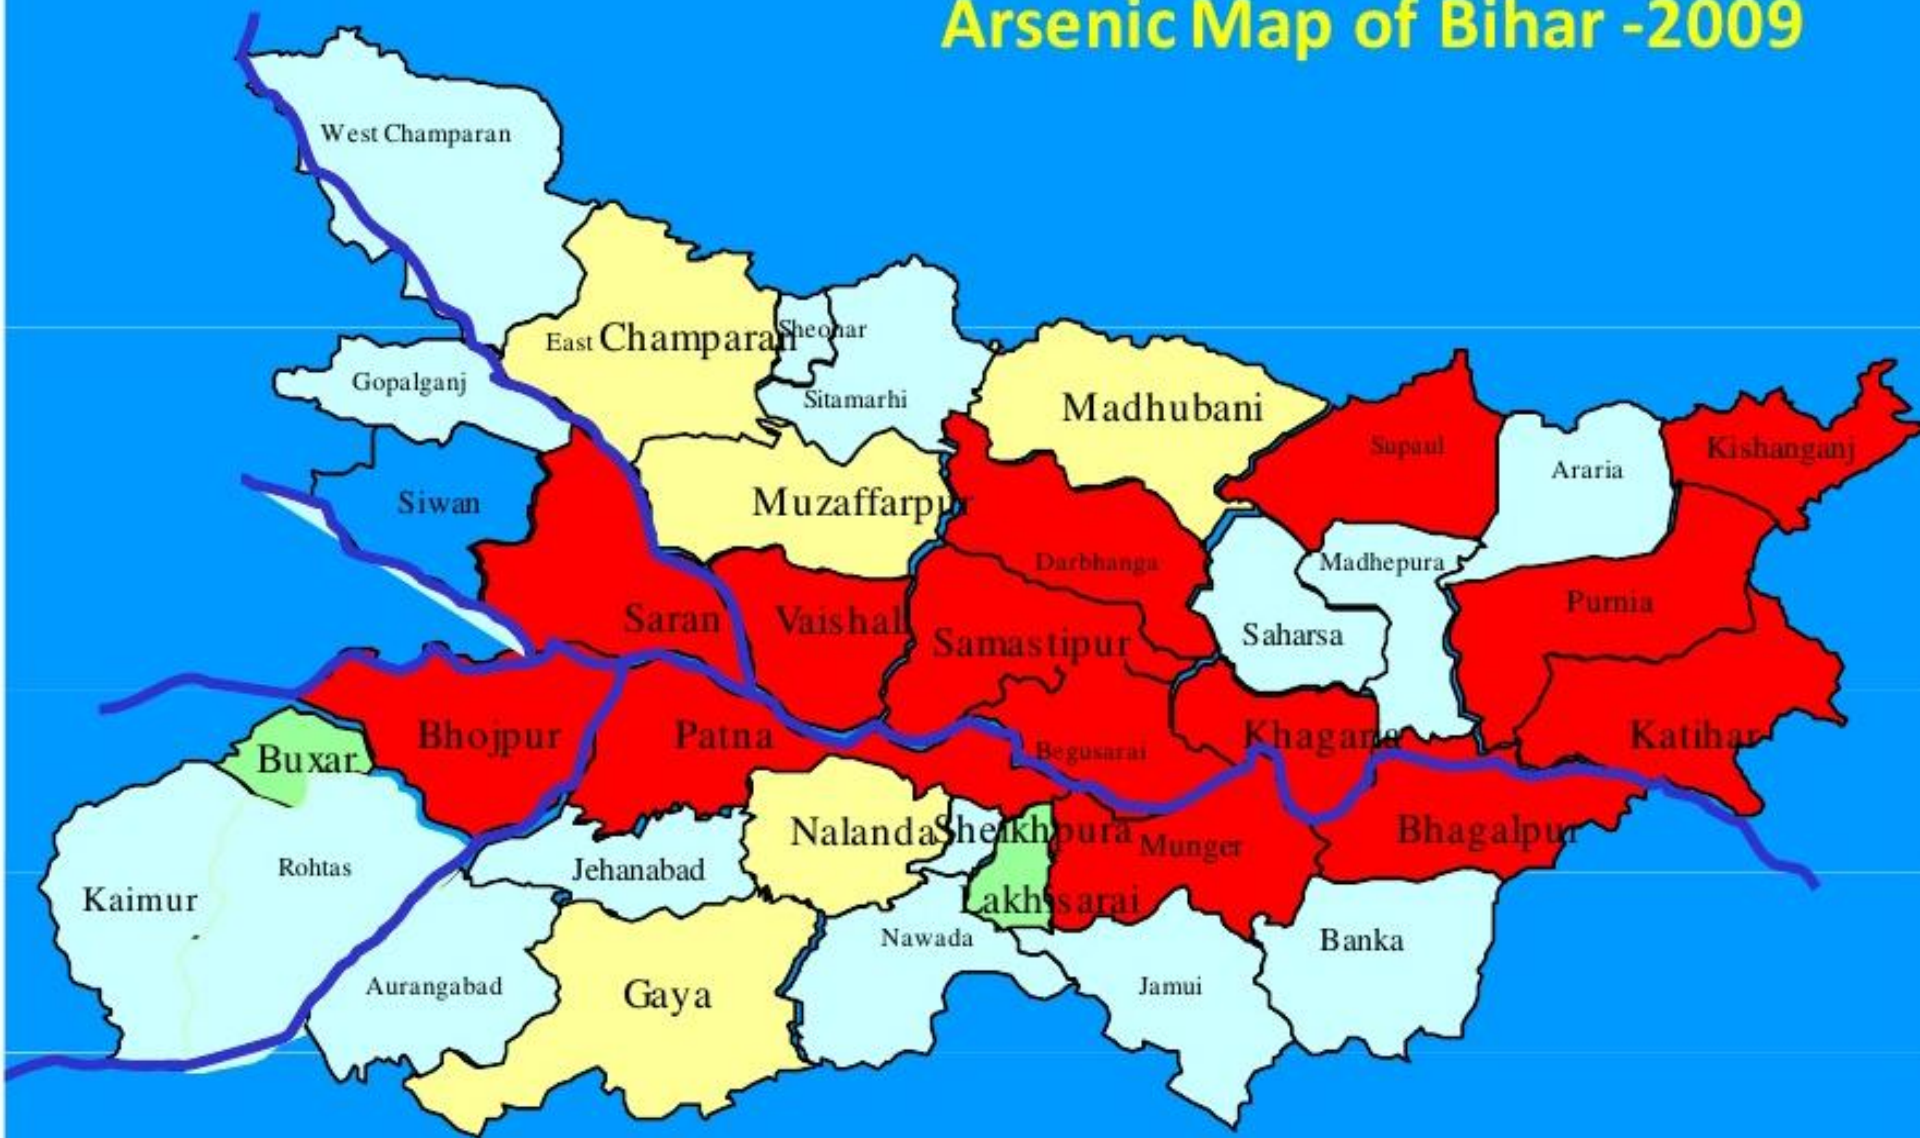 Arsenic Map of Bihar -2009
West Champaran
East Champaran
Sheohar
Gopalganj
Sitamarhi
Madhubani
Supaul
Kishanganj
Araria
Siwan
Muzaffarpur
Darbhanga
Madhepura
Purnia
Saran
Vaishal
Samastipur
Saharsa
Bhojpur
Patna
Begusarai
Khagaria
Katihar
Buxar
Nalanda
Sheikhpura
Munger
Bhagalpur
Rohtas
Jehanabad
Kaimur
Lakhisarai
Nawada
Banka
Aurangabad
Gaya
Jamui